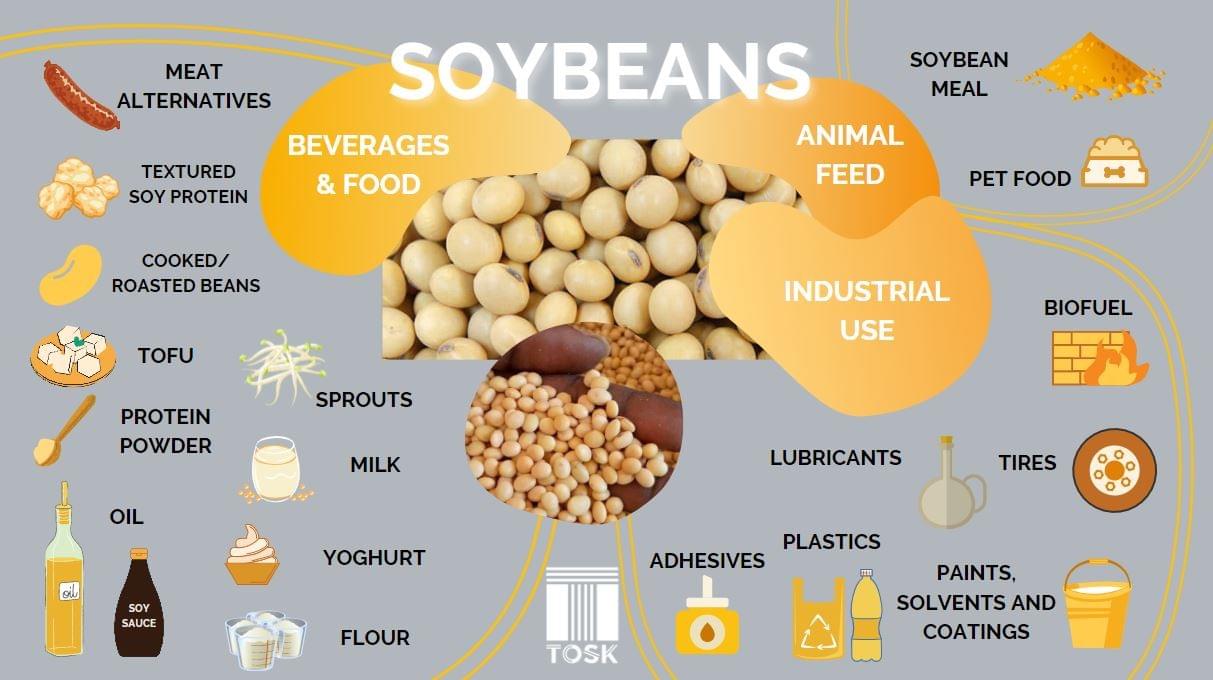 SOYBEANS
BEVERAGES
& FOOD
MEAT
ALTERNATIVES
TEXTURED
SOY PROTEIN
COOKED/
ROASTED BEANS
TOFU
SPROUTS
PROTEIN
POWDER
MILK
OIL
oil
SOY
SAUCE
YOGHURT
FLOUR
ANIMAL
FEED
SOYBEAN
MEAL
PET FOOD
INDUSTRIAL
USE
BIOFUEL
LUBRICANTS
TIRES
ADHESIVES
PLASTICS
PAINTS,
SOLVENTS AND
COATINGS
TOSK